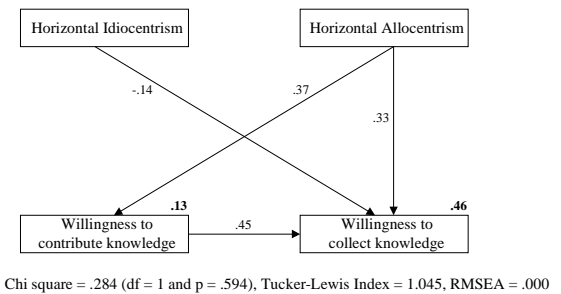 Horizontal Idiocentrism
Horizontal Allocentrism
-.14
.37
.33
.13
.46
Willingness to
contribute knowledge
.45
Willingness to
collect knowledge
Chi square = .284 (df = 1 and p = .594), Tucker-Lewis Index = 1.045, RMSEA = .000